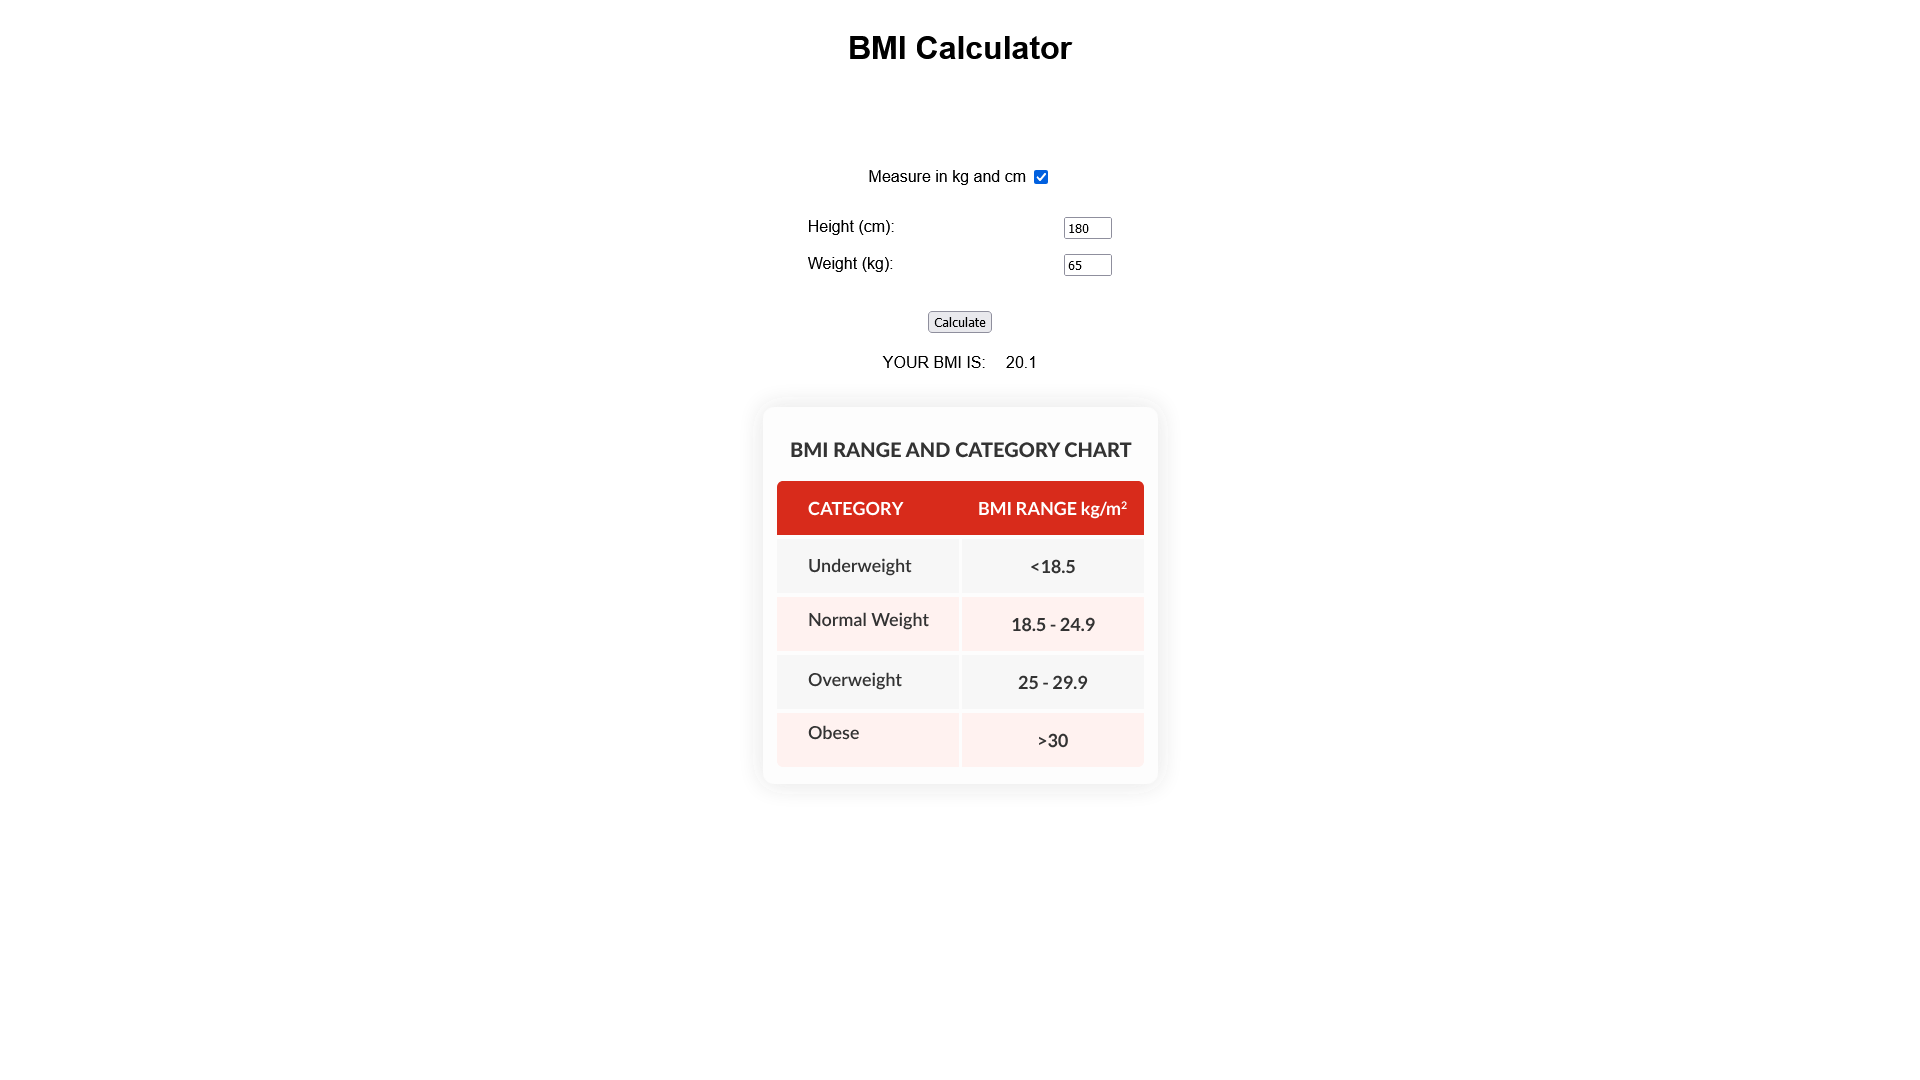 BMI Calculator
Measure in kg and cm
Height (cm): 180
Weight (kg): 65
Calculate
YOUR BMI IS: 20.1
BMI RANGE AND CATEGORY CHART
CATEGORY BMI RANGE kg/m²
Underweight <18.5
Normal Weight 18.5 - 24.9
Overweight 25 - 29.9
Obese >30